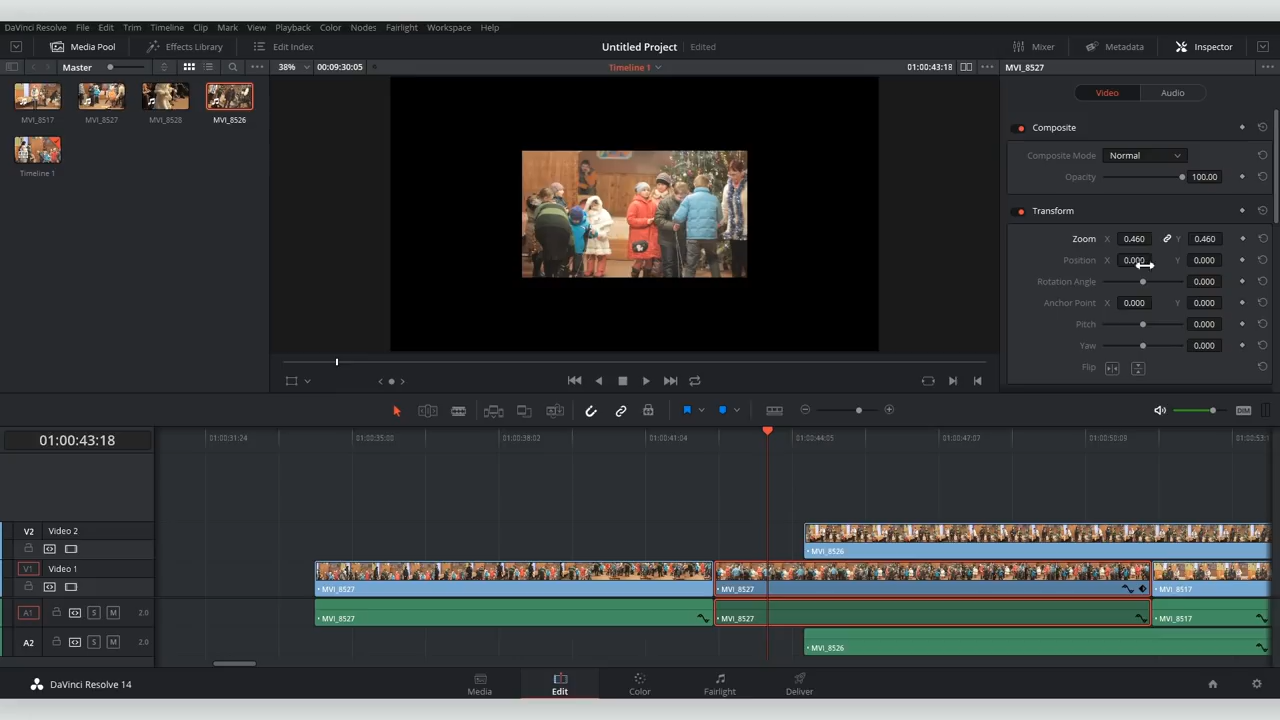 DaVinci Resolve File Edit Trim Timeline Clip Mark View Playback Color Nodes Fairlight Workspace Help
Media Pool Effects Library Edit Index Untitled Project Edited Mixer Metadata Inspector
Master 38% 00:09:30:05 Timeline 1 01:00:43:18 MVI_8527
Video Audio
MVI_8517 MVI_8527 MVI_8528 MVI_8526
Timeline 1
Composite
Composite Mode Normal
Opacity 100.00
Transform
Zoom X 0.460 Y 0.460
Position X 0.000 Y 0.000
Rotation Angle 0.000
Anchor Point X 0.000 Y 0.000
Pitch 0.000
Yaw 0.000
Flip
DIM
01:00:43:18 01:00:31:24 01:00:35:00 01:00:38:02 01:00:41:04 01:00:44:05 01:00:47:07 01:00:50:09
V2 Video 2
MVI_8526
V1 Video 1
MVI_8527 MVI_8527 MVI_8517
A1 S M 2.0
MVI_8527 MVI_8527 MVI_8517
A2 S M 2.0
MVI_8526
DaVinci Resolve 14 Media Edit Color Fairlight Deliver